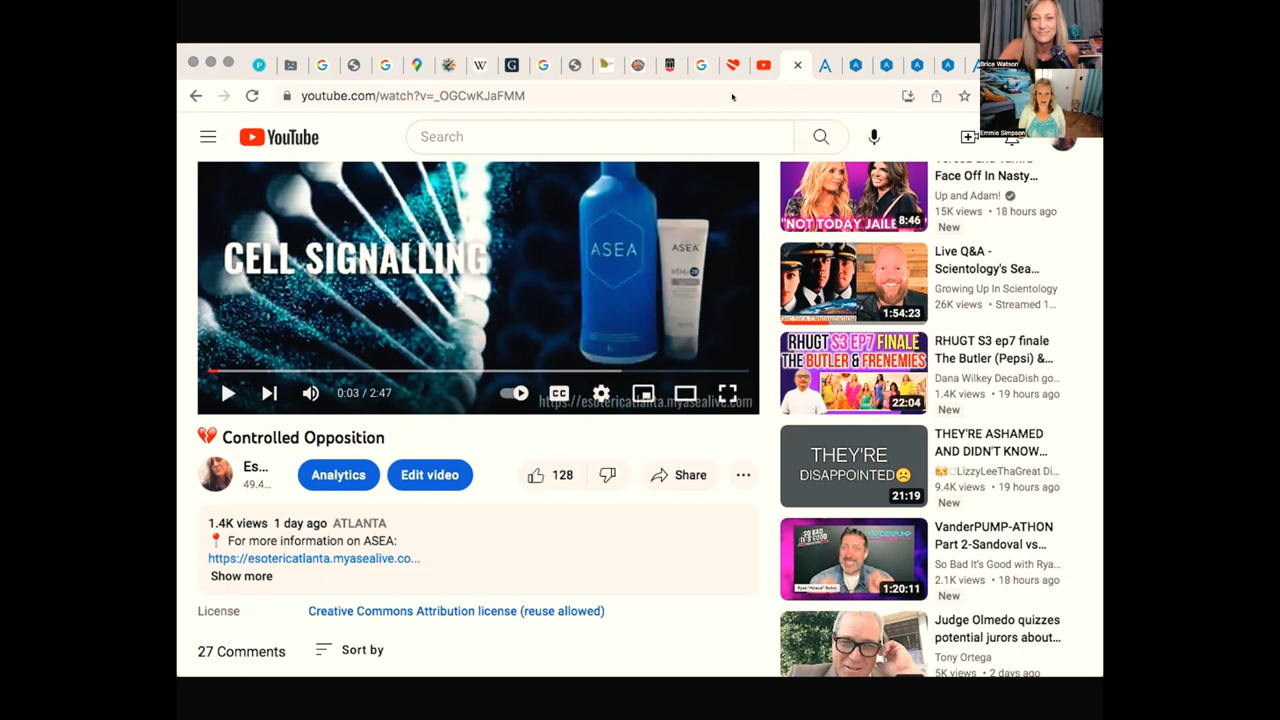 Brice Watson
Emmie Simpson
youtube.com/watch?v=_OGCwKJaFMM
YouTube
Search
CELL SIGNALLING
ASEA
ASEA
0:03 / 2:47
CC
https://esotericatlanta.myasealive.com
💔 Controlled Opposition
Es...
49.4...
Analytics
Edit video
128
Share
1.4K views 1 day ago ATLANTA
📍 For more information on ASEA:
https://esotericatlanta.myasealive.co...
Show more
License
Creative Commons Attribution license (reuse allowed)
27 Comments
Sort by
"NOT TODAY JAILE
8:46
Face Off In Nasty...
Up and Adam!
15K views • 18 hours ago
New
1:54:23
Live Q&A -
Scientology's Sea...
Growing Up In Scientology
26K views • Streamed 1...
RHUGT S3 EP7 FINALE
THE BUTLER & FRENEMIES
22:04
RHUGT S3 ep7 finale
The Butler (Pepsi) &...
Dana Wilkey DecaDish go...
1.4K views • 19 hours ago
New
THEY'RE
DISAPPOINTED☹️
21:19
THEY'RE ASHAMED
AND DIDN'T KNOW...
LizzyLeeThaGreat Di...
9.4K views • 19 hours ago
New
SO BAD
IT'S GOOD
1:20:11
VanderPUMP-ATHON
Part 2-Sandoval vs...
So Bad It's Good with Rya...
2.1K views • 18 hours ago
New
Judge Olmedo quizzes
potential jurors about...
Tony Ortega
5K views • 2 days ago